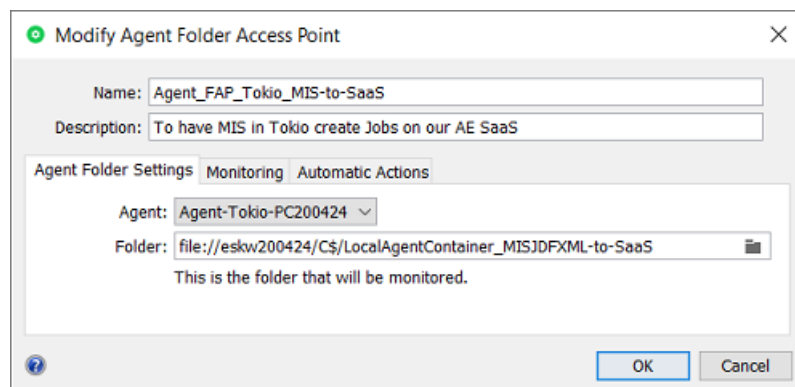 Modify Agent Folder Access Point
Name: Agent_FAP_Tokio_MIS-to-SaaS
Description: To have MIS in Tokio create Jobs on our AE SaaS
Agent Folder Settings Monitoring Automatic Actions
Agent: Agent-Tokio-PC200424
Folder: file://eskw200424/C$/LocalAgentContainer_MISJDFXML-to-SaaS
This is the folder that will be monitored.
OK Cancel